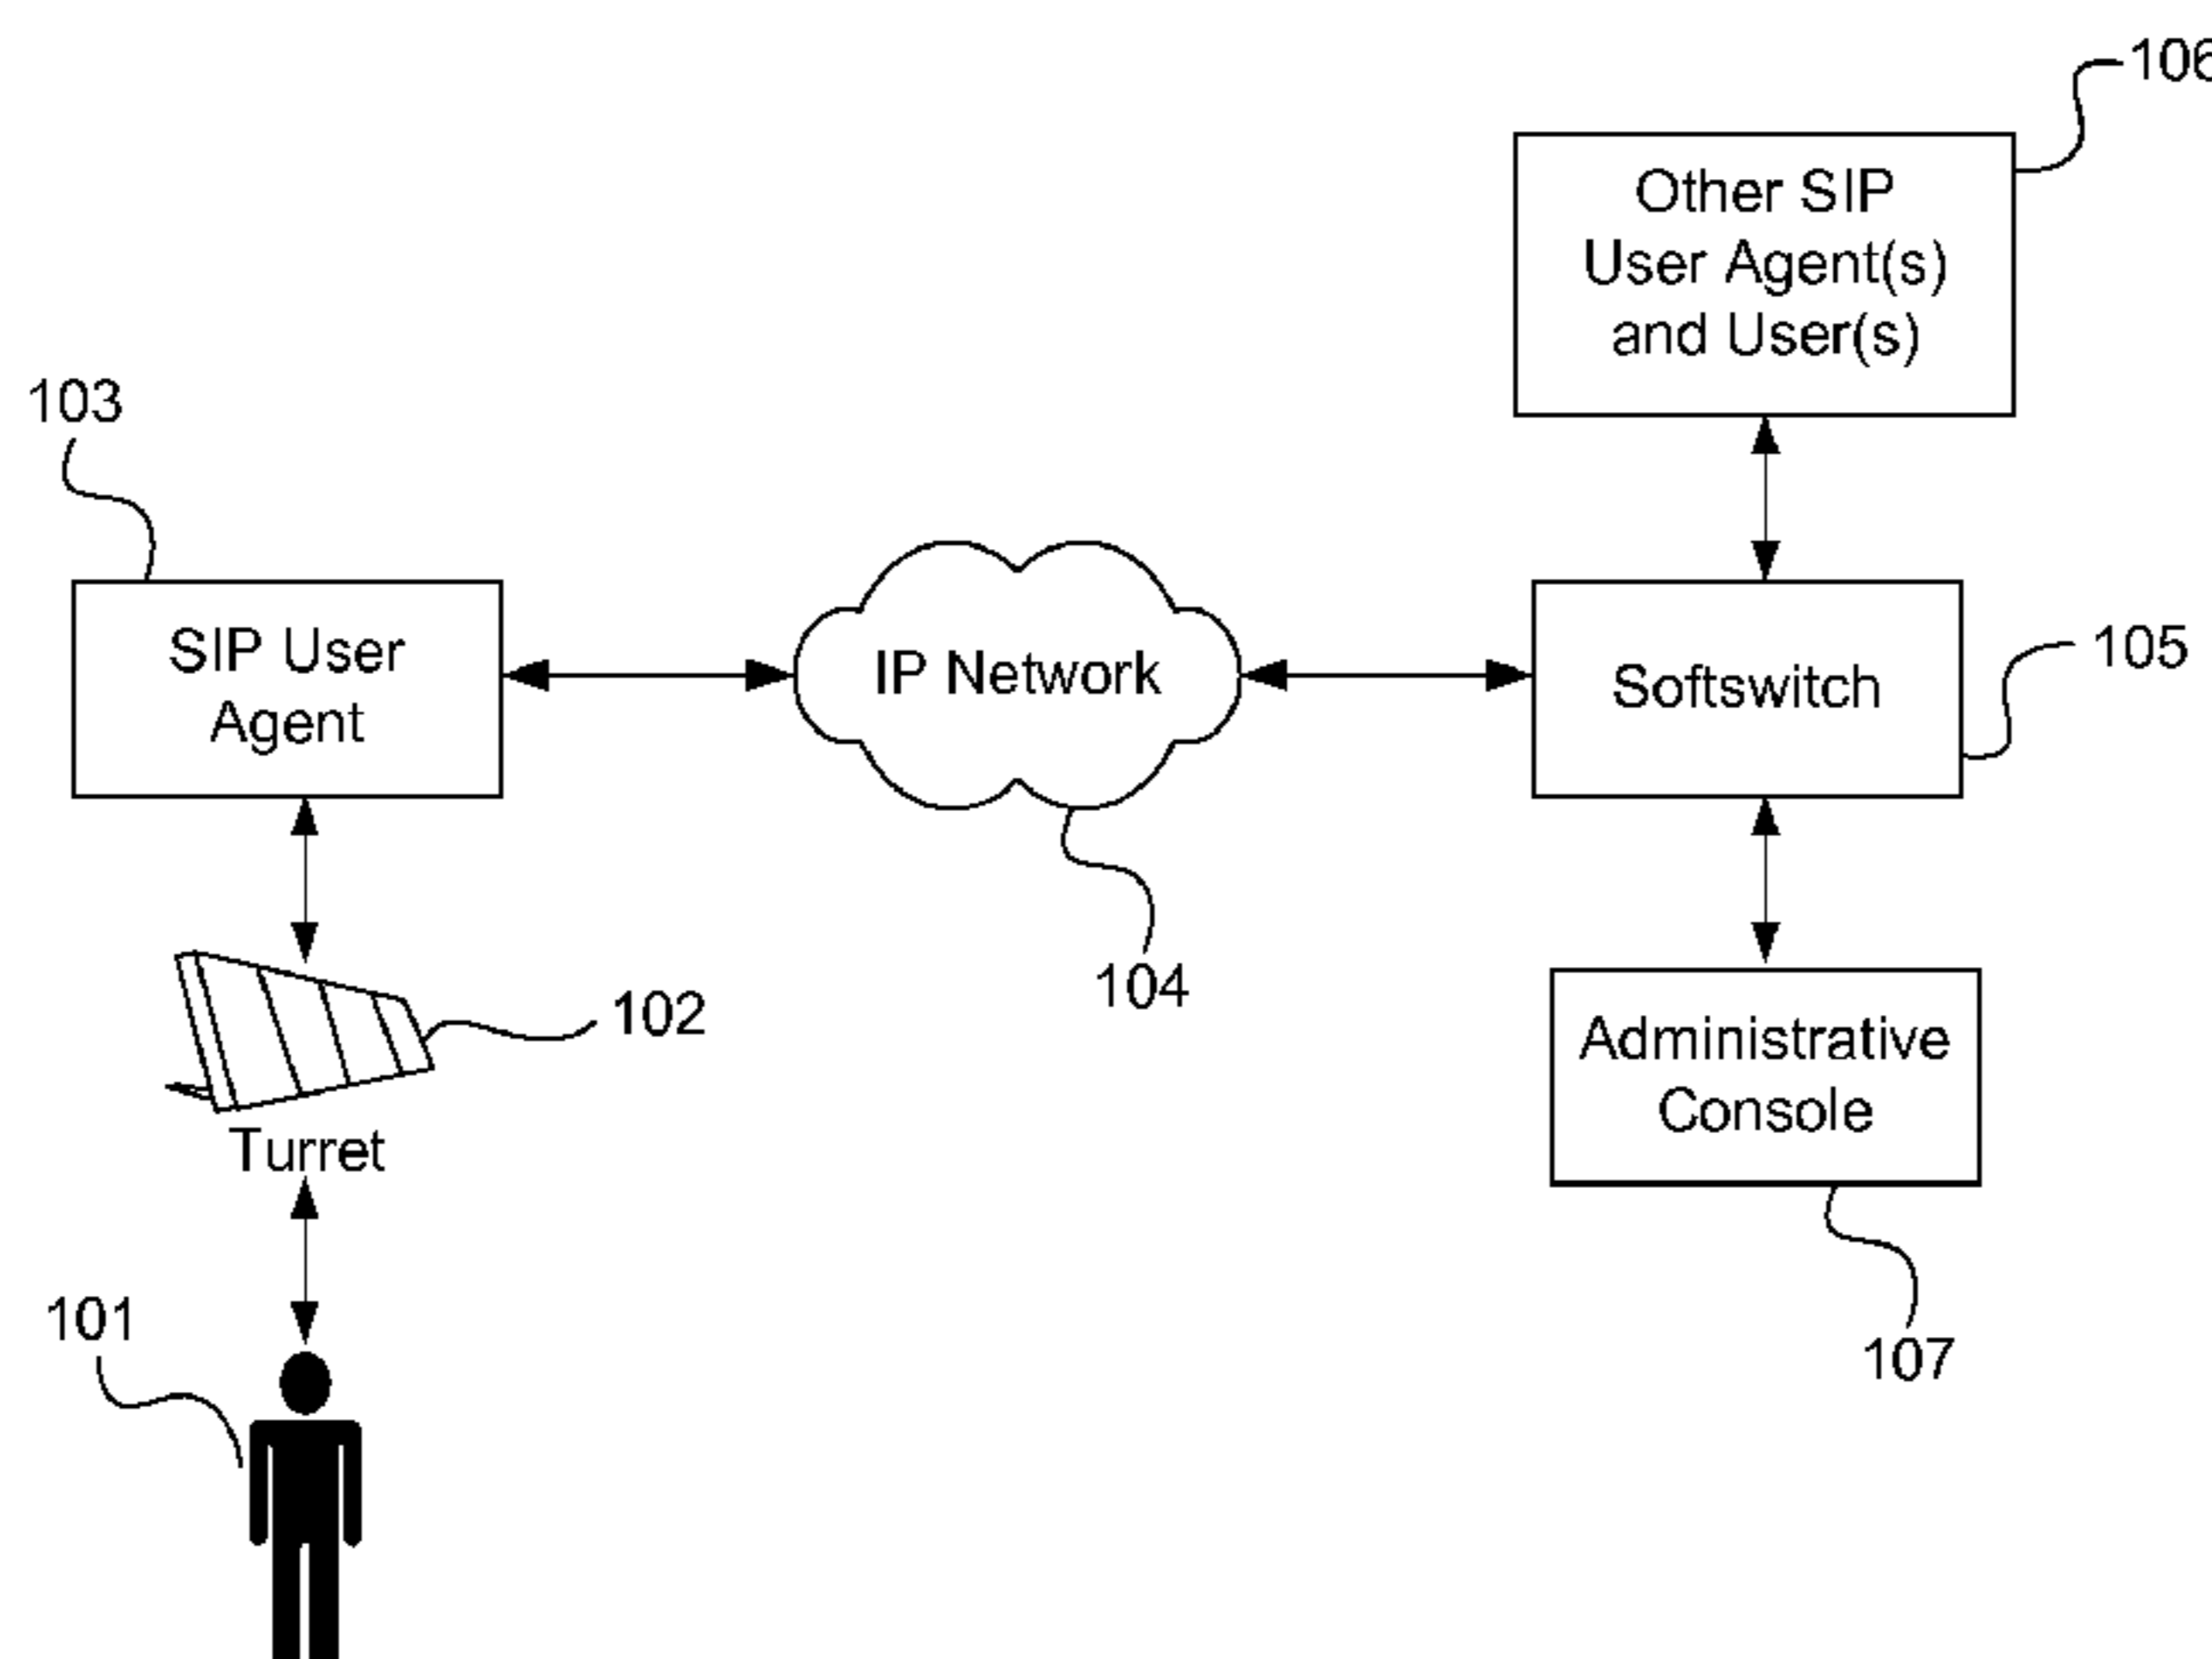 106
Other SIP
User Agent(s)
and User(s)
103
SIP User
Agent
IP Network
Softswitch
105
104
102
Turret
Administrative
Console
101
107